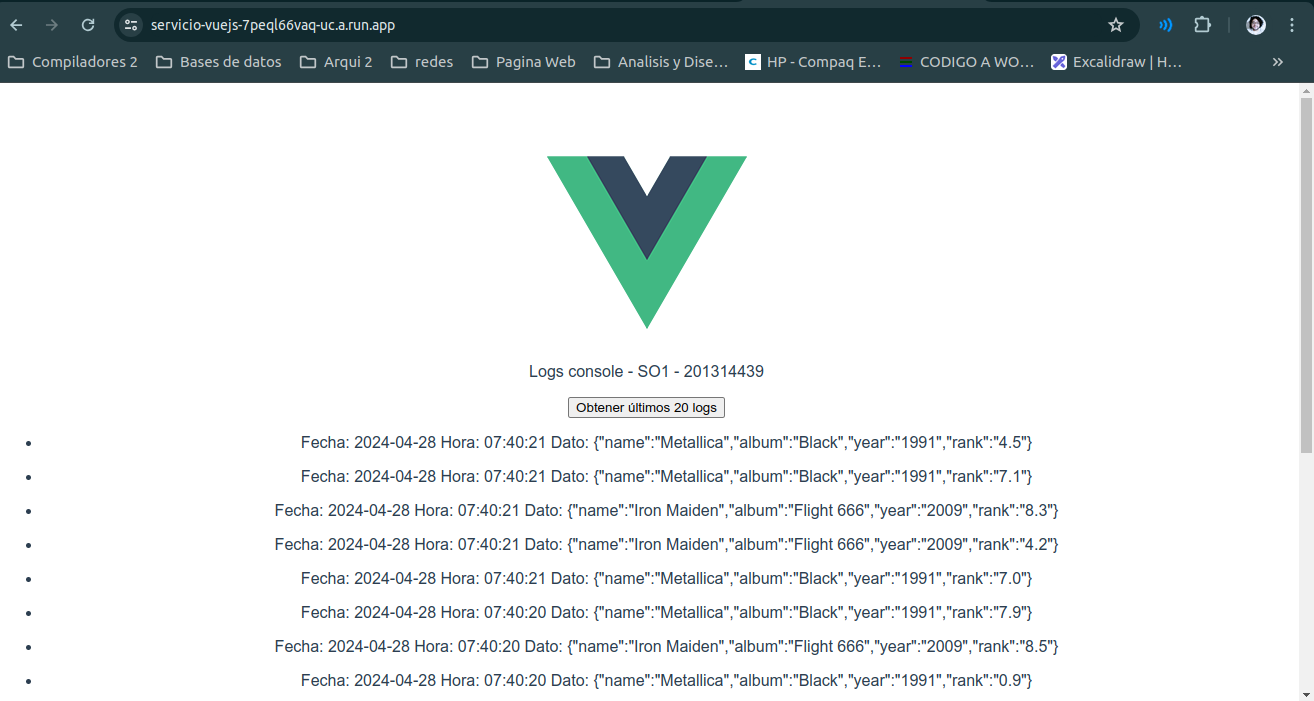 servicio-vuejs-7peql66vaq-uc.a.run.app
Compiladores 2 Bases de datos Arqui 2 redes Pagina Web Analisis y Dise... HP - Compaq E... CODIGO A WO... Excalidraw | H...
Logs console - SO1 - 201314439
Obtener últimos 20 logs
Fecha: 2024-04-28 Hora: 07:40:21 Dato: {"name":"Metallica","album":"Black","year":"1991","rank":"4.5"}
Fecha: 2024-04-28 Hora: 07:40:21 Dato: {"name":"Metallica","album":"Black","year":"1991","rank":"7.1"}
Fecha: 2024-04-28 Hora: 07:40:21 Dato: {"name":"Iron Maiden","album":"Flight 666","year":"2009","rank":"8.3"}
Fecha: 2024-04-28 Hora: 07:40:21 Dato: {"name":"Iron Maiden","album":"Flight 666","year":"2009","rank":"4.2"}
Fecha: 2024-04-28 Hora: 07:40:21 Dato: {"name":"Metallica","album":"Black","year":"1991","rank":"7.0"}
Fecha: 2024-04-28 Hora: 07:40:20 Dato: {"name":"Metallica","album":"Black","year":"1991","rank":"7.9"}
Fecha: 2024-04-28 Hora: 07:40:20 Dato: {"name":"Iron Maiden","album":"Flight 666","year":"2009","rank":"8.5"}
Fecha: 2024-04-28 Hora: 07:40:20 Dato: {"name":"Metallica","album":"Black","year":"1991","rank":"0.9"}